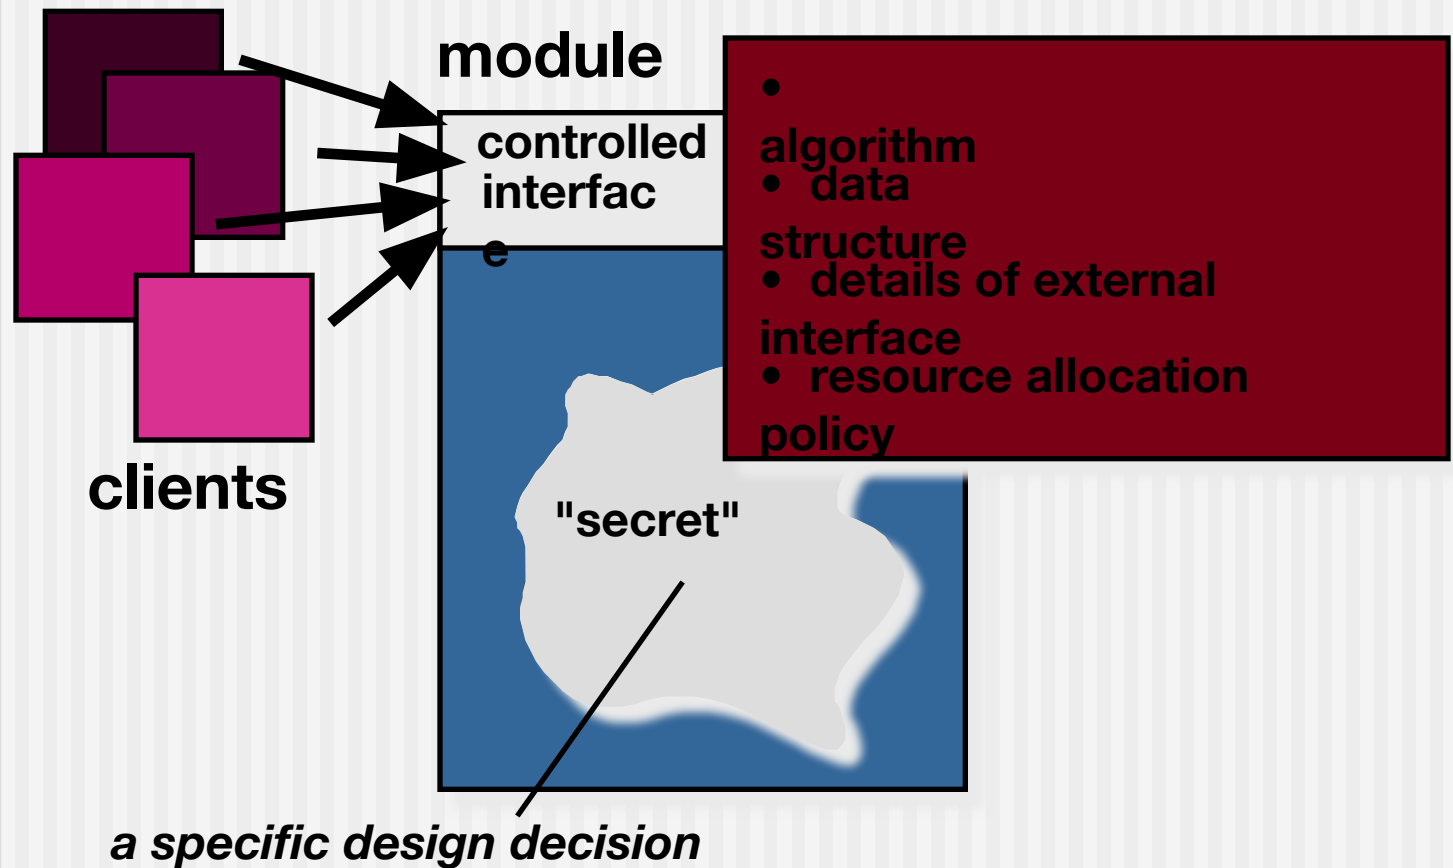 module
controlled
interfac
e
•
algorithm
• data
structure
• details of external
interface
• resource allocation
policy
clients
"secret"
a specific design decision